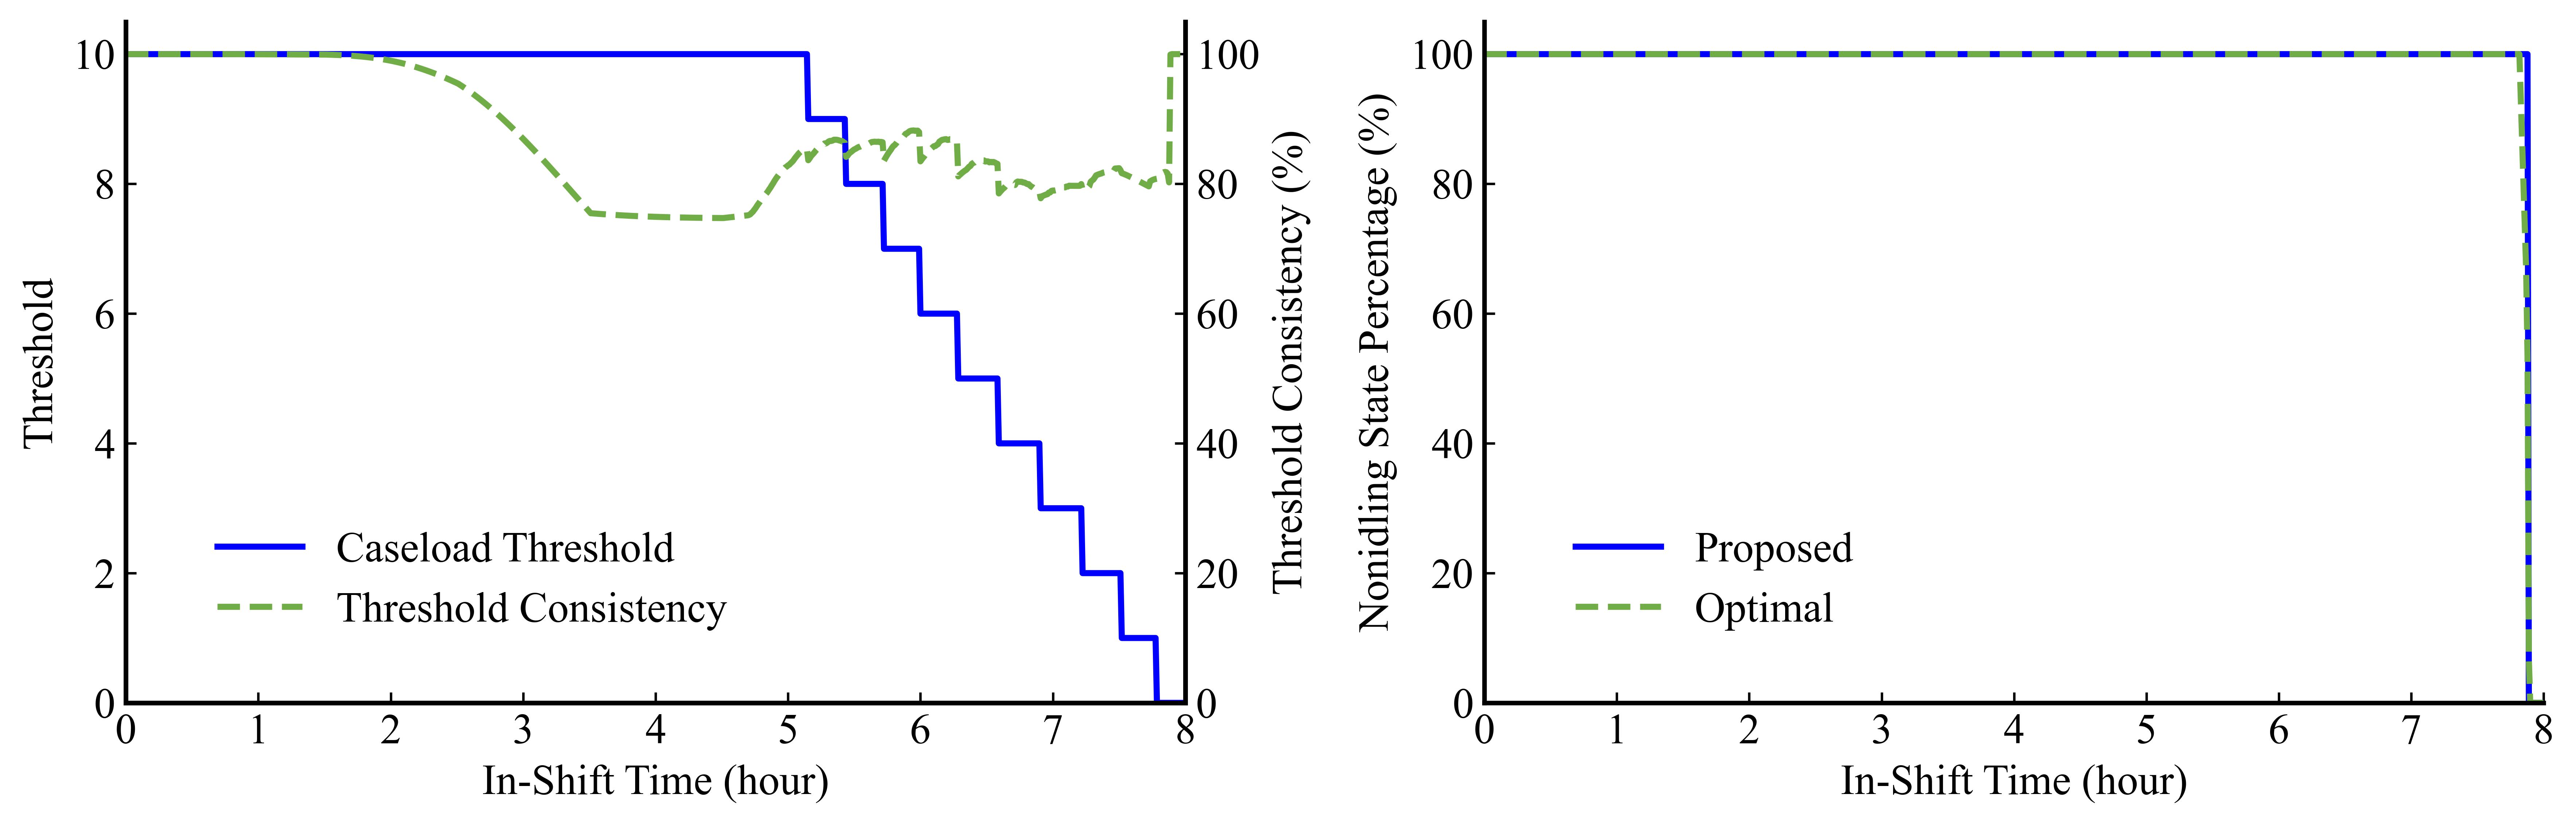 Threshold
10
8
6
4
2
0
0 1 2 3 4 5 6 7 8
In-Shift Time (hour)
Caseload Threshold
Threshold Consistency
100
80
60
40
20
0
Threshold Consistency (%)
Nonidling State Percentage (%)
100
80
60
40
20
0
0 1 2 3 4 5 6 7 8
In-Shift Time (hour)
Proposed
Optimal